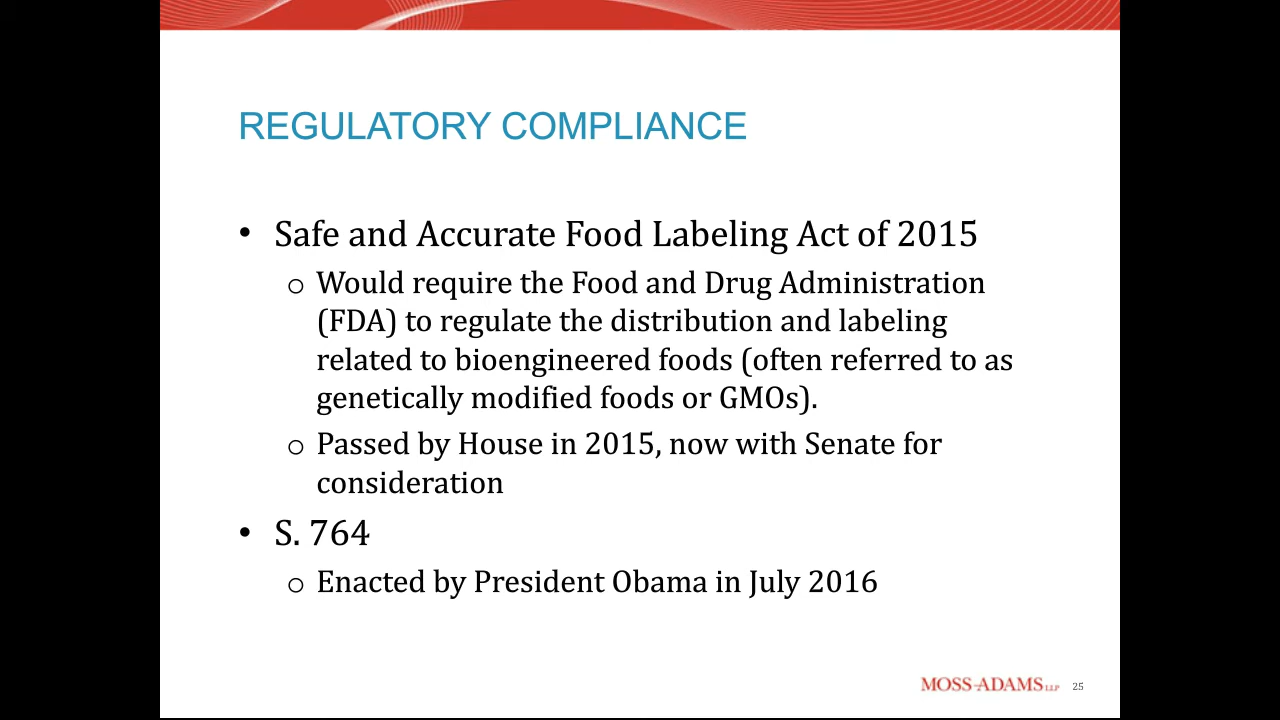 REGULATORY COMPLIANCE
• Safe and Accurate Food Labeling Act of 2015
o Would require the Food and Drug Administration
(FDA) to regulate the distribution and labeling
related to bioengineered foods (often referred to as
genetically modified foods or GMOs).
o Passed by House in 2015, now with Senate for
consideration
• S. 764
o Enacted by President Obama in July 2016
MOSS-ADAMS LLP 25